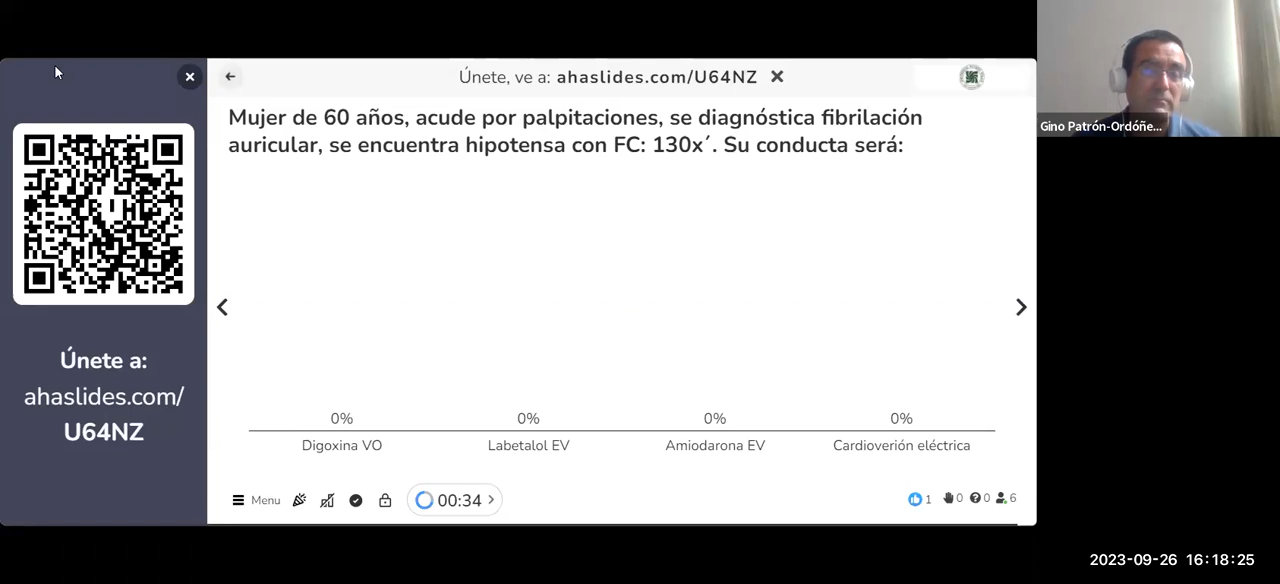 Únete, ve a: ahaslides.com/U64NZ
Mujer de 60 años, acude por palpitaciones, se diagnóstica fibrilación
auricular, se encuentra hipotensa con FC: 130x´. Su conducta será:
Gino Patrón-Ordóñe...
Únete a:
ahaslides.com/
U64NZ
0% 0% 0% 0%
Digoxina VO Labetalol EV Amiodarona EV Cardioverión eléctrica
Menu 00:34 1 0 0 6
2023-09-26 16:18:25